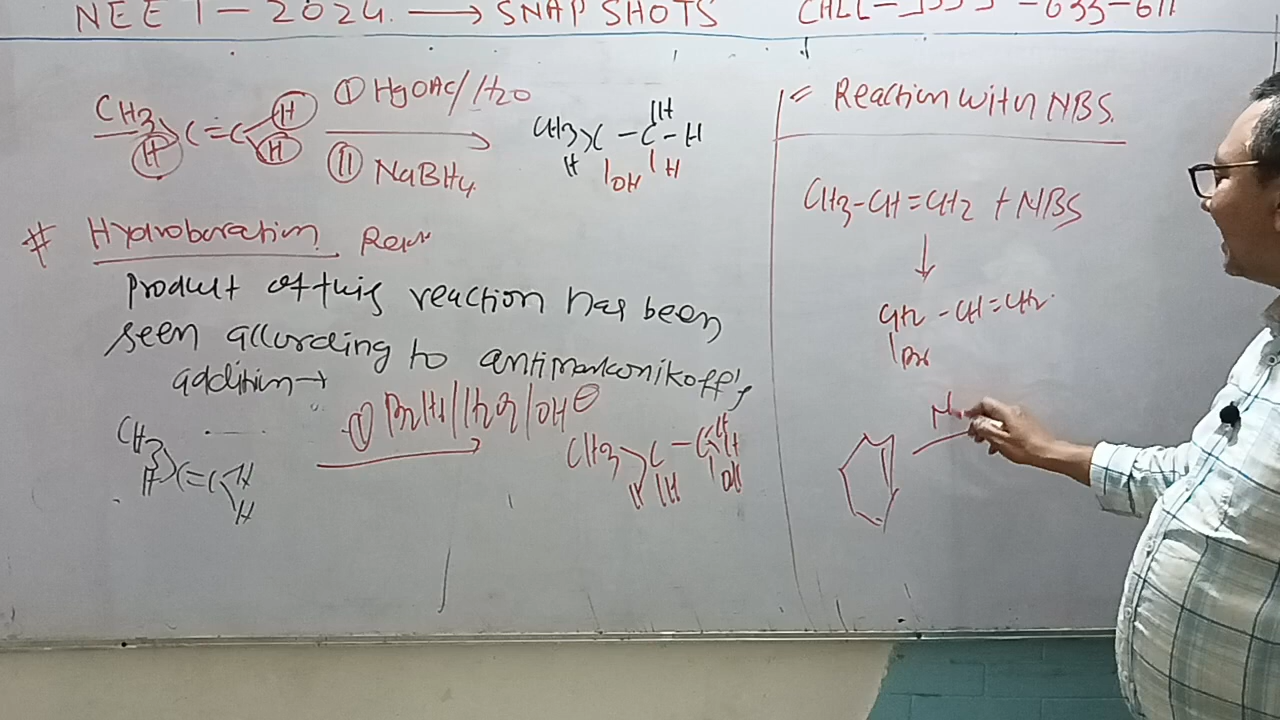 NEET-2024. → SNAP SHOTS
① HgOAc/H2O
CH3 H C=C H H
CH3 H C - C - H H OH H
② NaBH4.
# Hydroboration Rexn
Product of this reaction has been
seen according to antimarkonikoff's
addition →
① B2H6/H2O2/OH⊖
CH3 H C=C H H
CH3 H C - C H H H OH
Reaction with NBS.
CH3-CH=CH2 + NBS
↓
CH2-CH=CH2
Br